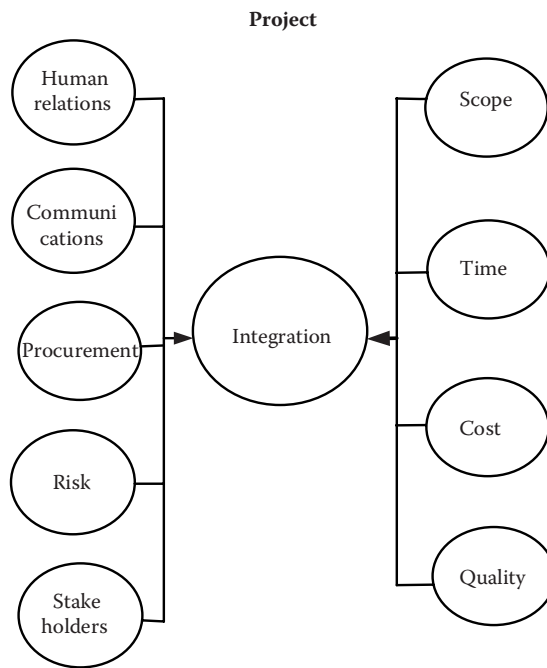 Project
Human
relations
Communi
cations
Procurement
Risk
Stake
holders
Integration
Scope
Time
Cost
Quality